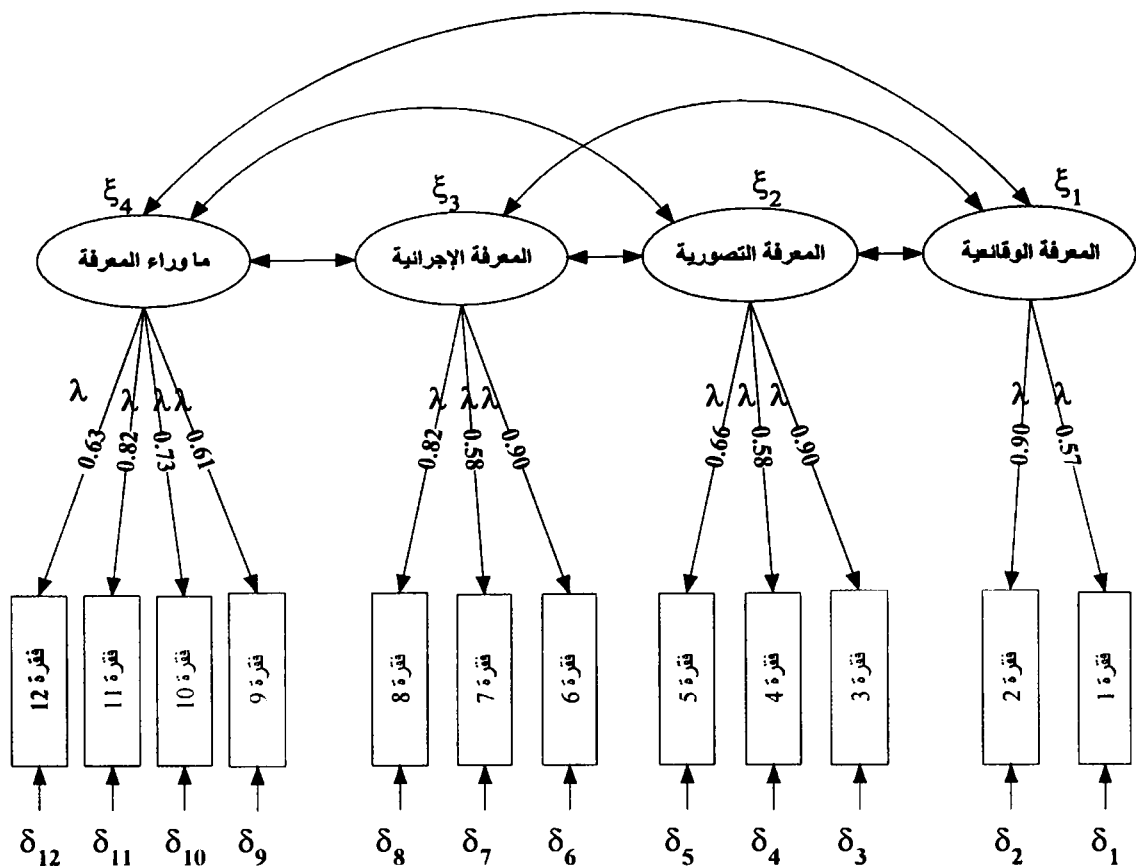 ξ1
ξ2
ξ3
ξ4
المعرفة الوقائعية
المعرفة التصورية
المعرفة الإجرائية
ما وراء المعرفة
λ λ
0.57
0.90
λ λ λ
0.90
0.58
0.66
λ λ λ
0.90
0.58
0.82
λ λ λ λ
0.61
0.73
0.82
0.63
فقرة 1
فقرة 2
فقرة 3
فقرة 4
فقرة 5
فقرة 6
فقرة 7
فقرة 8
فقرة 9
فقرة 10
فقرة 11
فقرة 12
δ1
δ2
δ3
δ4
δ5
δ6
δ7
δ8
δ9
δ10
δ11
δ12